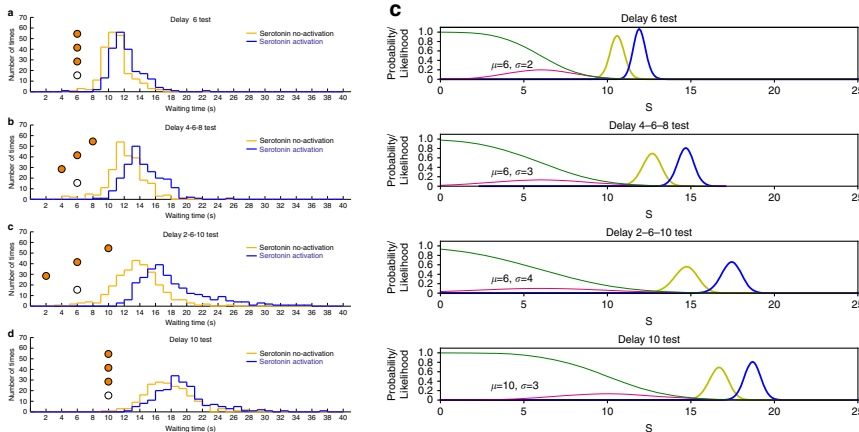 a
Delay 6 test
70
60
50
40
30
20
10
0
Number of times
Serotonin no-activation
Serotonin activation
2 4 6 8 10 12 14 16 18 20 22 24 26 28 30 32 34 36 38 40
Waiting time (s)
b
Delay 4-6-8 test
70
60
50
40
30
20
10
0
Number of times
Serotonin no-activation
Serotonin activation
2 4 6 8 10 12 14 16 18 20 22 24 26 28 30 32 34 36 38 40
Waiting time (s)
c
Delay 2-6-10 test
70
60
50
40
30
20
10
0
Number of times
Serotonin no-activation
Serotonin activation
2 4 6 8 10 12 14 16 18 20 22 24 26 28 30 32 34 36 38 40
Waiting time (s)
d
Delay 10 test
70
60
50
40
30
20
10
0
Number of times
Serotonin no-activation
Serotonin activation
2 4 6 8 10 12 14 16 18 20 22 24 26 28 30 32 34 36 38 40
Waiting time (s)
c
Delay 6 test
Probability/
Likelihood
1.0
0.8
0.6
0.4
0.2
0
μ=6, σ=2
0 5 10 15 20 25
S
Delay 4–6–8 test
Probability/
Likelihood
1.0
0.8
0.6
0.4
0.2
0
μ=6, σ=3
0 5 10 15 20 25
S
Delay 2–6–10 test
Probability/
Likelihood
1.0
0.8
0.6
0.4
0.2
0
μ=6, σ=4
0 5 10 15 20 25
S
Delay 10 test
Probability/
Likelihood
1.0
0.8
0.6
0.4
0.2
0
μ=10, σ=3
0 5 10 15 20 25
S